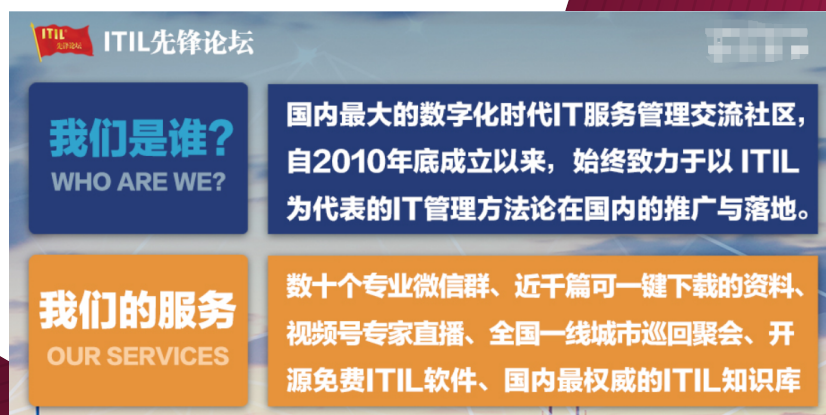 ITIL
先锋论坛
ITIL先锋论坛
我们是谁?
WHO ARE WE?
国内最大的数字化时代IT服务管理交流社区，
自2010年底成立以来，始终致力于以 ITIL
为代表的IT管理方法论在国内的推广与落地。
我们的服务
OUR SERVICES
数十个专业微信群、近千篇可一键下载的资料、
视频号专家直播、全国一线城市巡回聚会、开
源免费ITIL软件、国内最权威的ITIL知识库